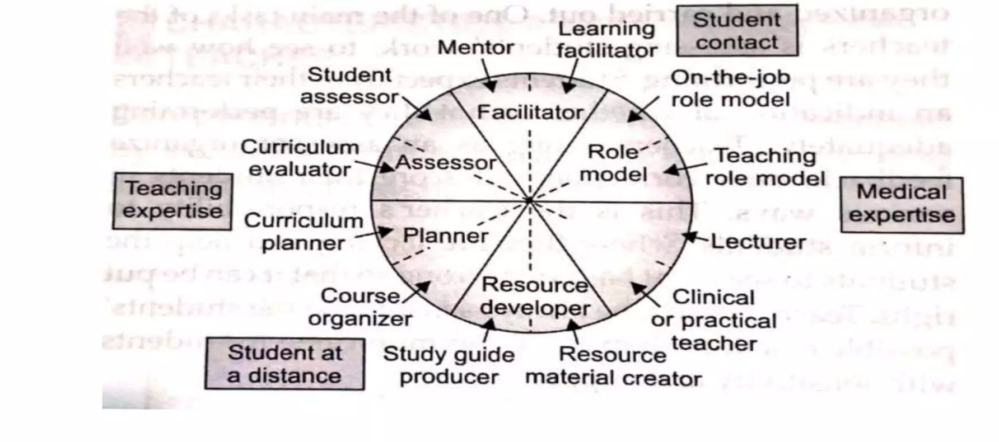 Student
contact
Learning
facilitator
Mentor
Student
assessor
On-the-job
role model
Facilitator
Curriculum
evaluator
Assessor
Role
model
Teaching
role model
Teaching
expertise
Medical
expertise
Curriculum
planner
Planner
Lecturer
Resource
developer
Course
organizer
Clinical
or practical
teacher
Student at
a distance
Study guide
producer
Resource
material creator